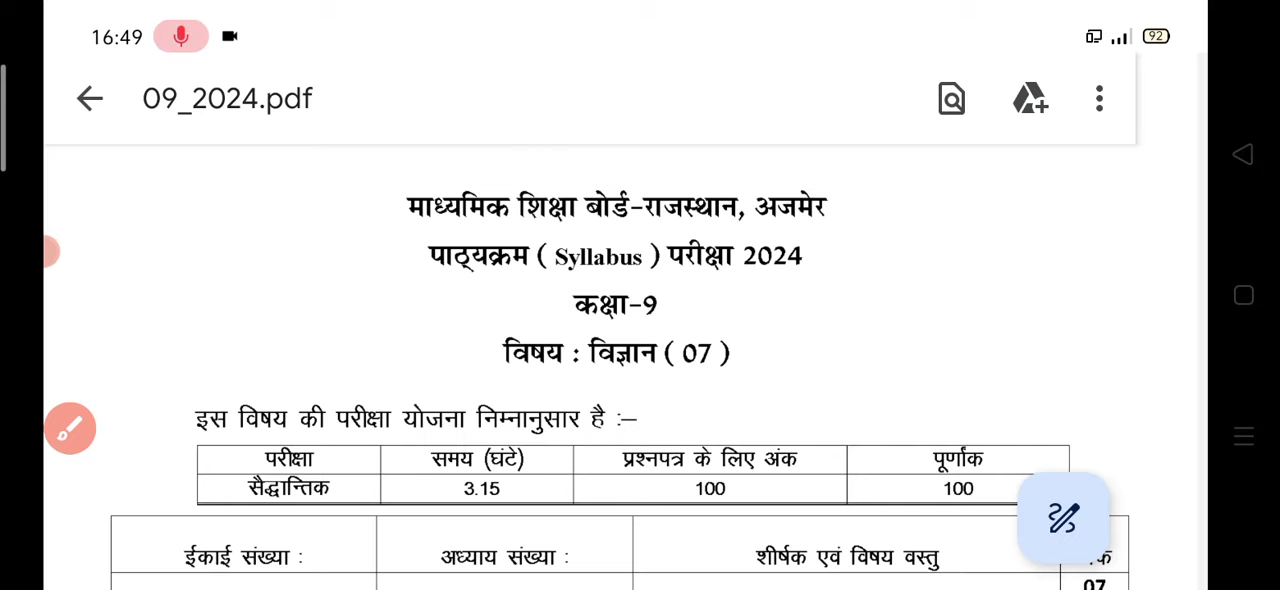 16:49
92
09_2024.pdf
माध्यमिक शिक्षा बोर्ड-राजस्थान, अजमेर
पाठ्यक्रम ( Syllabus ) परीक्षा 2024
कक्षा-9
विषय : विज्ञान ( 07 )
इस विषय की परीक्षा योजना निम्नानुसार है :–
परीक्षा समय (घंटे) प्रश्नपत्र के लिए अंक पूर्णांक
सैद्धान्तिक 3.15 100 100
ईकाई संख्या : अध्याय संख्या : शीर्षक एवं विषय वस्तु
07